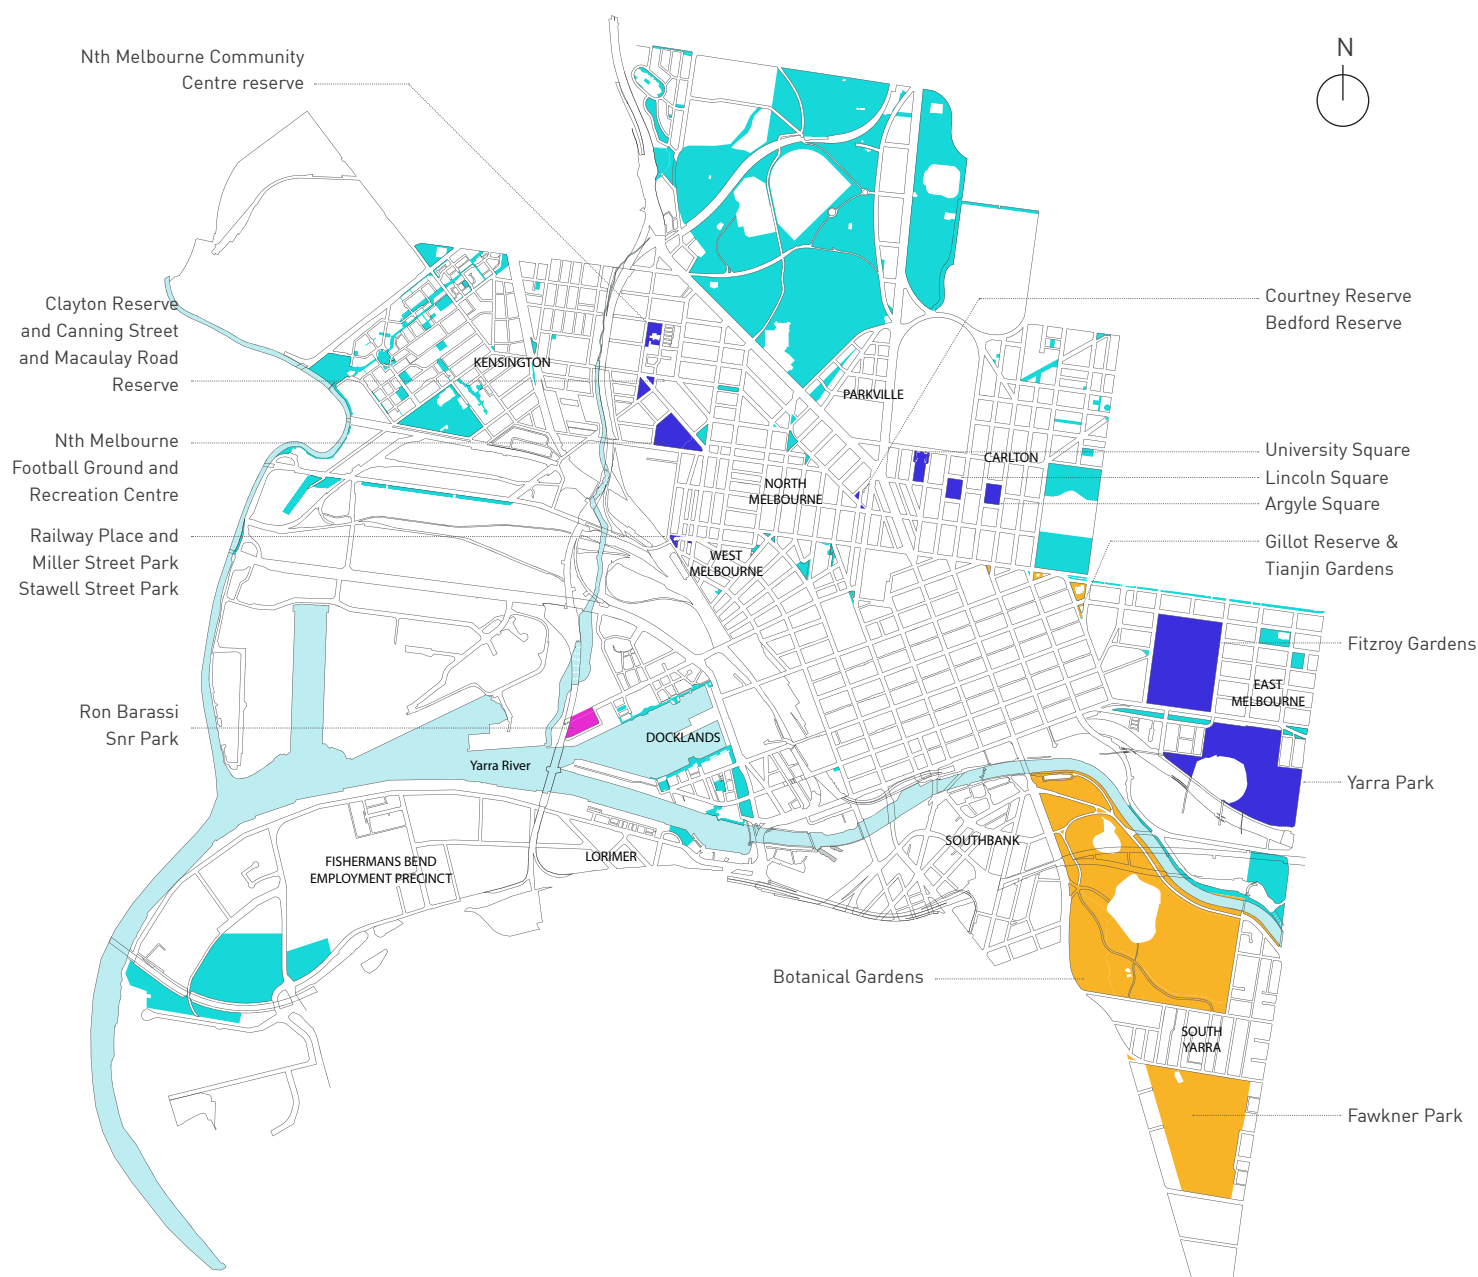 N
Nth Melbourne Community
Centre reserve
Clayton Reserve
and Canning Street
and Macaulay Road
Reserve
Nth Melbourne
Football Ground and
Recreation Centre
Railway Place and
Miller Street Park
Stawell Street Park
Ron Barassi
Snr Park
Courtney Reserve
Bedford Reserve
University Square
Lincoln Square
Argyle Square
Gillot Reserve &
Tianjin Gardens
Fitzroy Gardens
Yarra Park
Botanical Gardens
Fawkner Park
KENSINGTON
PARKVILLE
CARLTON
NORTH
MELBOURNE
WEST
MELBOURNE
EAST
MELBOURNE
DOCKLANDS
Yarra River
SOUTHBANK
LORIMER
FISHERMANS BEND
EMPLOYMENT PRECINCT
SOUTH
YARRA